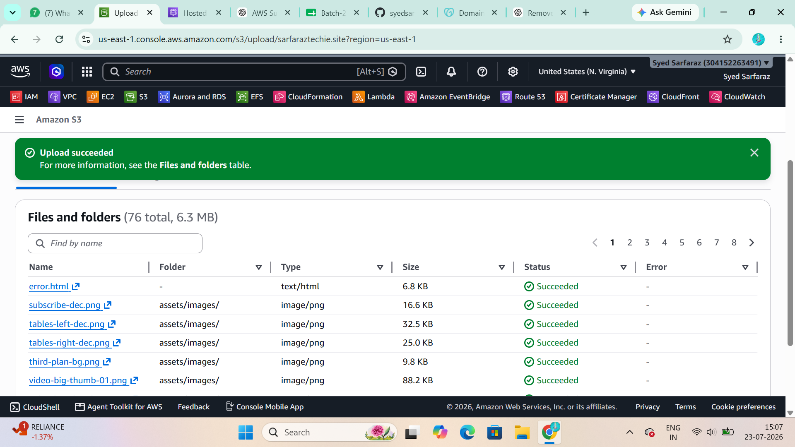 (7) Wha
Upload
Hosted
AWS So
Batch-2
syedsar
Domain
Remove
Ask Gemini
us-east-1.console.aws.amazon.com/s3/upload/sarfaraztechie.site?region=us-east-1
aws
Search [Alt+S]
United States (N. Virginia)
Syed Sarfaraz (304152263491)
Syed Sarfaraz
IAM VPC EC2 S3 Aurora and RDS EFS CloudFormation Lambda Amazon EventBridge Route 53 Certificate Manager CloudFront CloudWatch
Amazon S3
Upload succeeded
For more information, see the Files and folders table.
Files and folders (76 total, 6.3 MB)
Find by name
1 2 3 4 5 6 7 8
Name Folder Type Size Status Error
error.html - text/html 6.8 KB Succeeded -
subscribe-dec.png assets/images/ image/png 16.6 KB Succeeded -
tables-left-dec.png assets/images/ image/png 32.5 KB Succeeded -
tables-right-dec.png assets/images/ image/png 25.0 KB Succeeded -
third-plan-bg.png assets/images/ image/png 9.8 KB Succeeded -
video-big-thumb-01.png assets/images/ image/png 88.2 KB Succeeded -
CloudShell Agent Toolkit for AWS Feedback Console Mobile App © 2026, Amazon Web Services, Inc. or its affiliates. Privacy Terms Cookie preferences
1
RELIANCE
-1.37%
Search
ENG
IN
15:07
23-07-2026